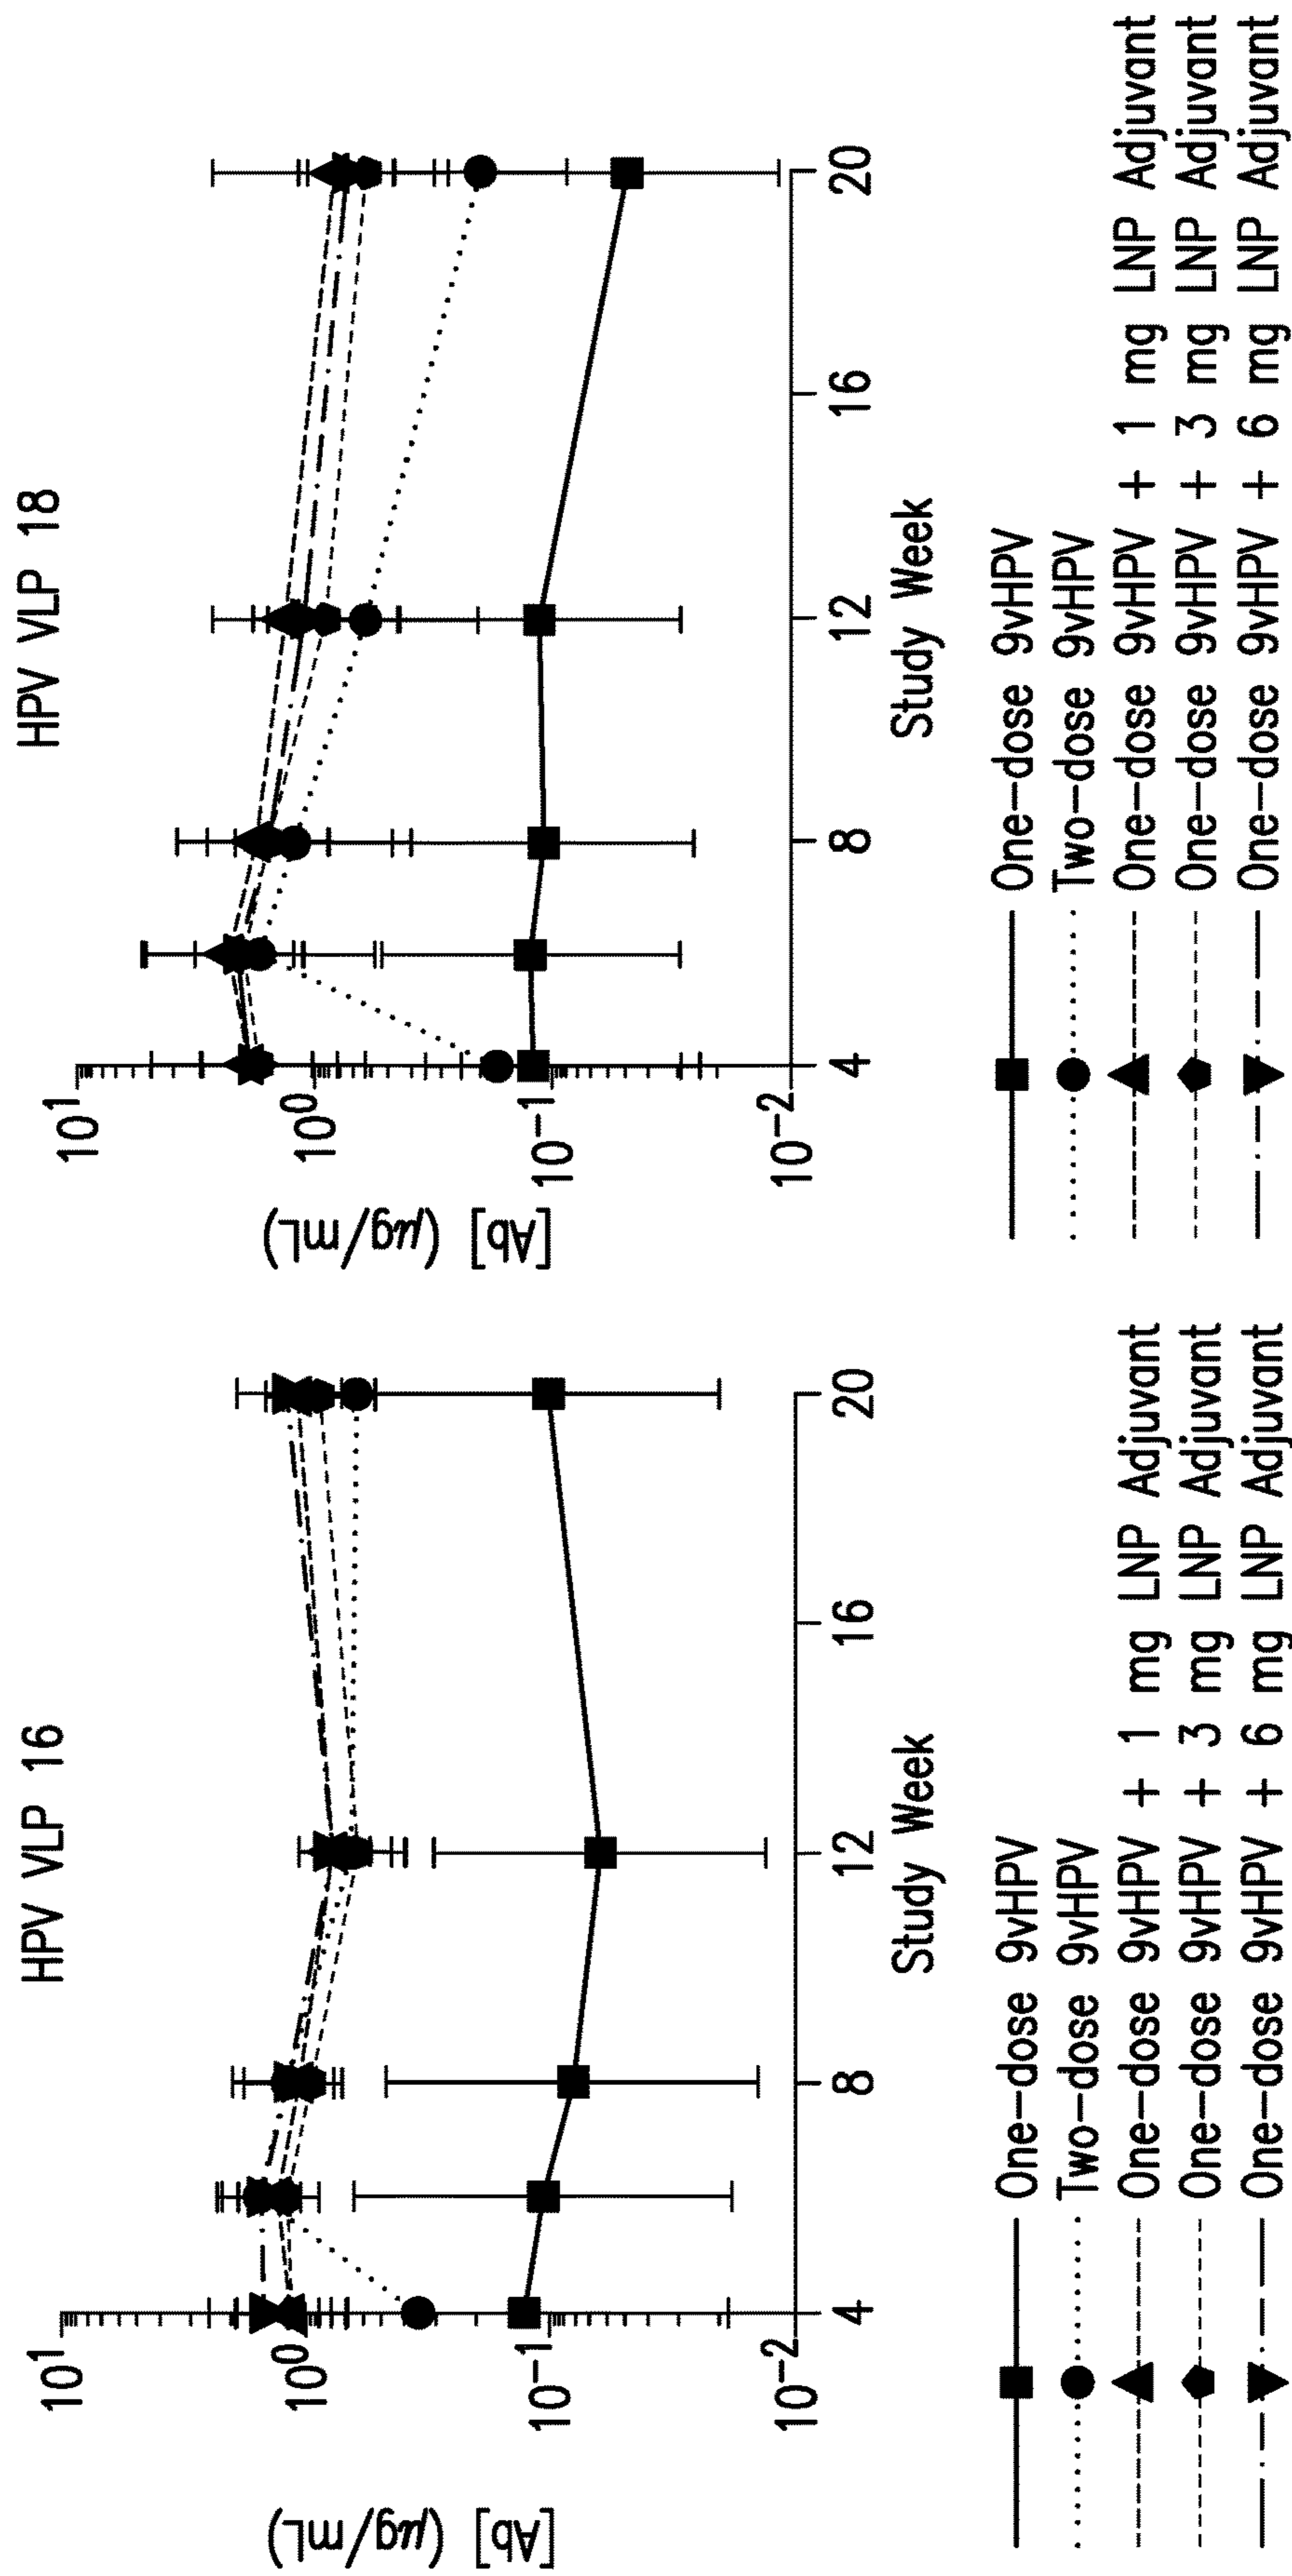 HPV VLP 16
[Ab] (μg/mL)
10¹
10⁰
10⁻¹
10⁻²
4
8
12
16
20
Study Week
One-dose 9vHPV
Two-dose 9vHPV
One-dose 9vHPV + 1 mg LNP Adjuvant
One-dose 9vHPV + 3 mg LNP Adjuvant
One-dose 9vHPV + 6 mg LNP Adjuvant
HPV VLP 18
[Ab] (μg/mL)
10¹
10⁰
10⁻¹
10⁻²
4
8
12
16
20
Study Week
One-dose 9vHPV
Two-dose 9vHPV
One-dose 9vHPV + 1 mg LNP Adjuvant
One-dose 9vHPV + 3 mg LNP Adjuvant
One-dose 9vHPV + 6 mg LNP Adjuvant